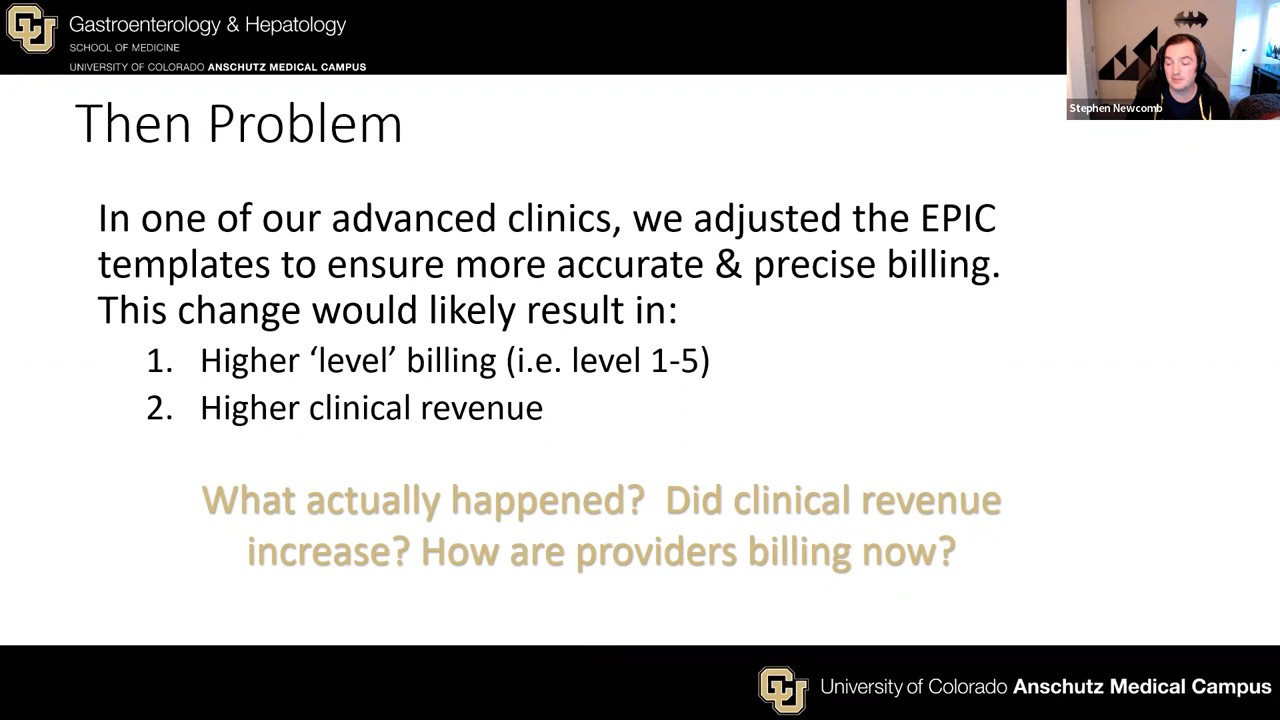 CU
Gastroenterology & Hepatology
SCHOOL OF MEDICINE
UNIVERSITY OF COLORADO ANSCHUTZ MEDICAL CAMPUS
Stephen Newcomb
Then Problem
In one of our advanced clinics, we adjusted the EPIC
templates to ensure more accurate & precise billing.
This change would likely result in:
1. Higher ‘level’ billing (i.e. level 1-5)
2. Higher clinical revenue
What actually happened? Did clinical revenue
increase? How are providers billing now?
CU
University of Colorado Anschutz Medical Campus